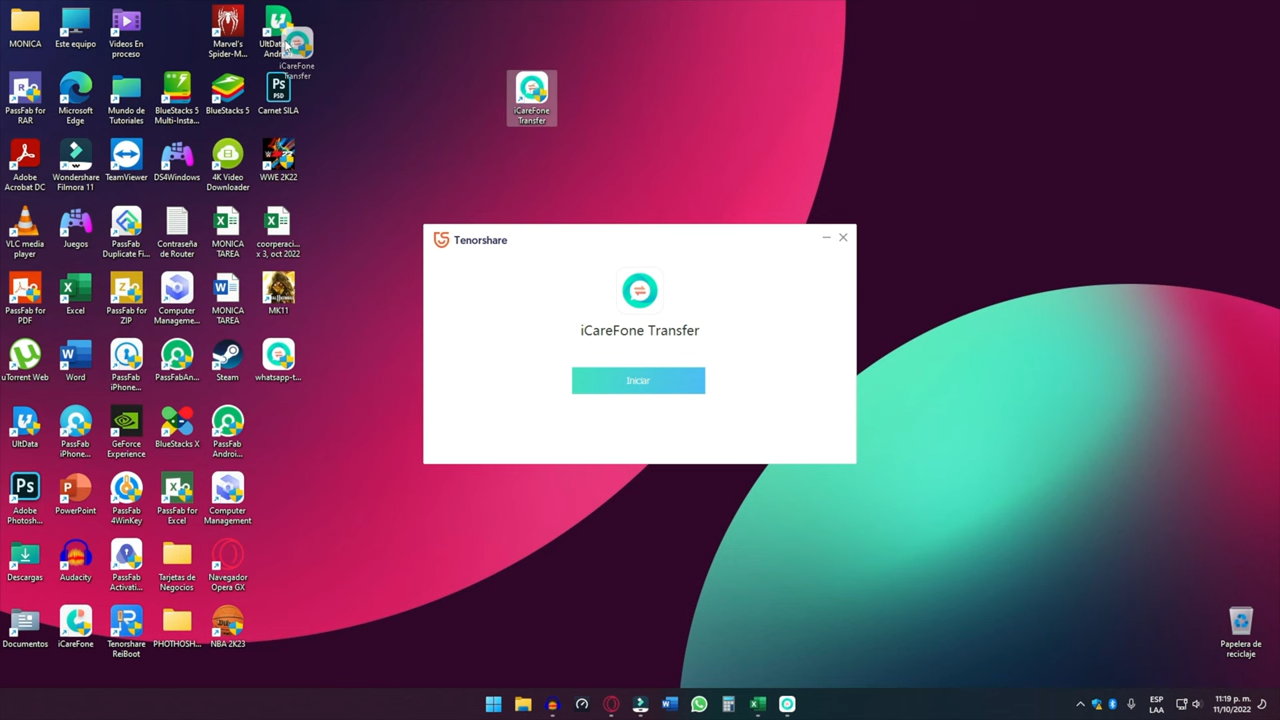 MONICA
Este equipo
Videos En
proceso
Marvel's
Spider-M...
UltData
Andr
iCareFone
Transfer
iCareFone
Transfer
PassFab for
RAR
Microsoft
Edge
Mundo de
Tutoriales
BlueStacks 5
Multi-Insta...
BlueStacks 5
Ps
PSD
Carnet SILA
Adobe
Acrobat DC
Wondershare
Filmora 11
TeamViewer
DS4Windows
4K Video
Downloader
WWE 2K22
VLC media
player
Juegos
PassFab
Duplicate Fi...
Contraseña
de Router
MONICA
TAREA
coorperaci...
x 3, oct 2022
PassFab for
PDF
Excel
PassFab for
ZIP
Computer
Manageme...
MONICA
TAREA
MK11
uTorrent Web
Word
PassFab
iPhone...
PassFabAn...
Steam
whatsapp-t...
UltData
PassFab
iPhone...
GeForce
Experience
BlueStacks X
PassFab
Androi...
Ps
Adobe
Photosh...
PowerPoint
PassFab
4WinKey
PassFab for
Excel
Computer
Management
Descargas
Audacity
PassFab
Activati...
Tarjetas de
Negocios
Navegador
Opera GX
Documentos
iCareFone
Tenorshare
ReiBoot
PHOTHOSH...
NBA 2K23
Tenorshare
iCareFone Transfer
Iniciar
Papelera de
reciclaje
ESP
LAA
11:19 p. m.
11/10/2022